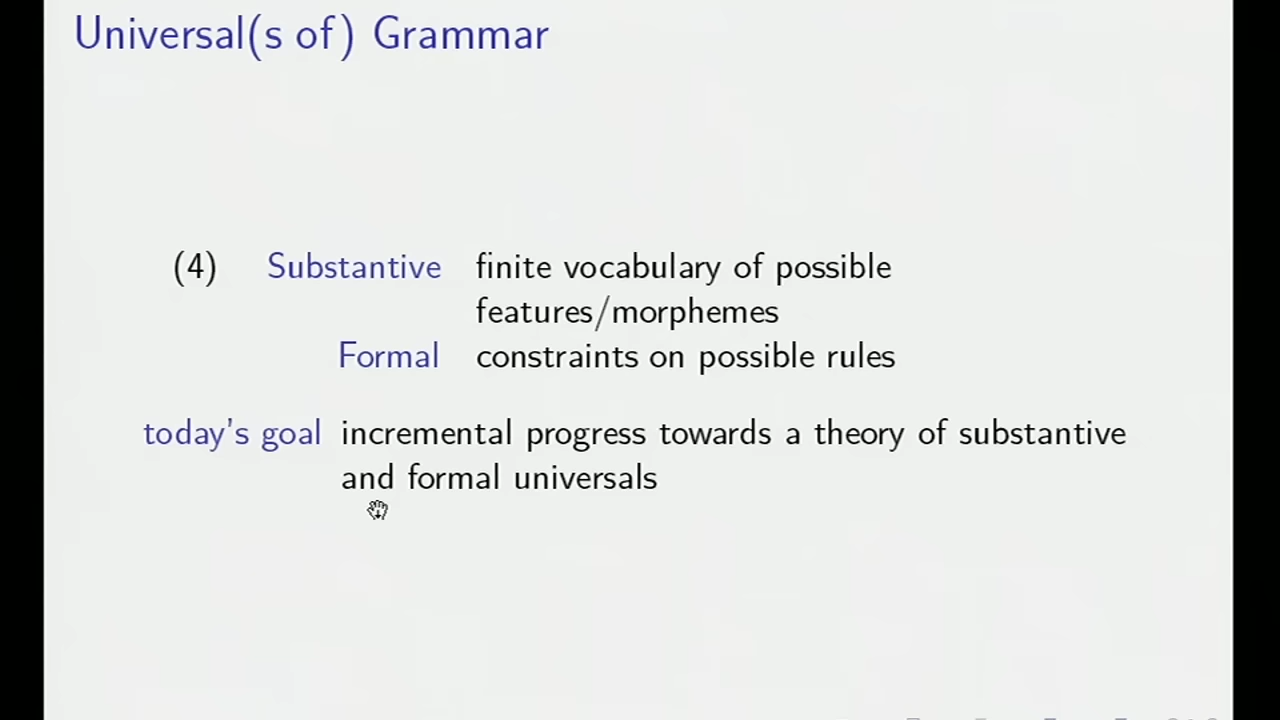 Universal(s of) Grammar
(4) Substantive finite vocabulary of possible
features/morphemes
Formal constraints on possible rules
today's goal incremental progress towards a theory of substantive
and formal universals